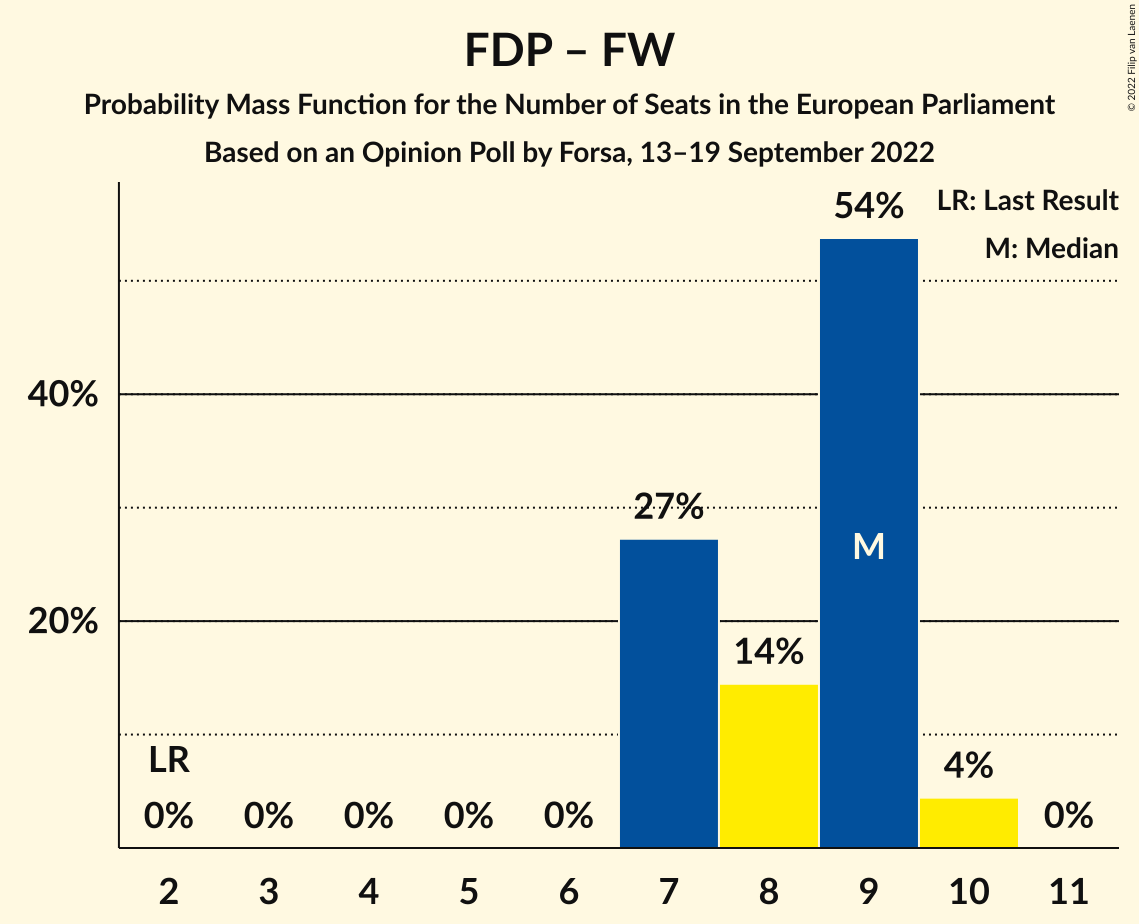 FDP – FW
Probability Mass Function for the Number of Seats in the European Parliament
Based on an Opinion Poll by Forsa, 13–19 September 2022
© 2022 Filip van Laenen
LR: Last Result
M: Median
54%
40%
27%
M
20%
14%
LR
4%
0% 0% 0% 0% 0% 0%
2 3 4 5 6 7 8 9 10 11